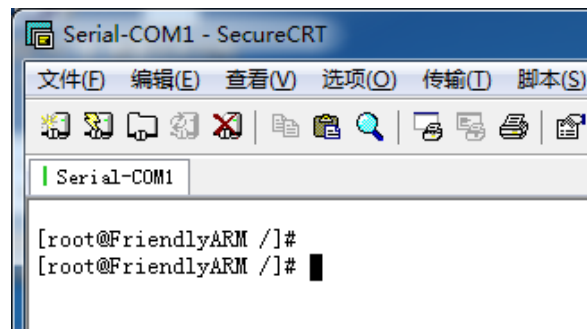 Serial-COM1 - SecureCRT
文件(F) 编辑(E) 查看(V) 选项(O) 传输(T) 脚本(S)
Serial-COM1
[root@FriendlyARM /]#
[root@FriendlyARM /]#